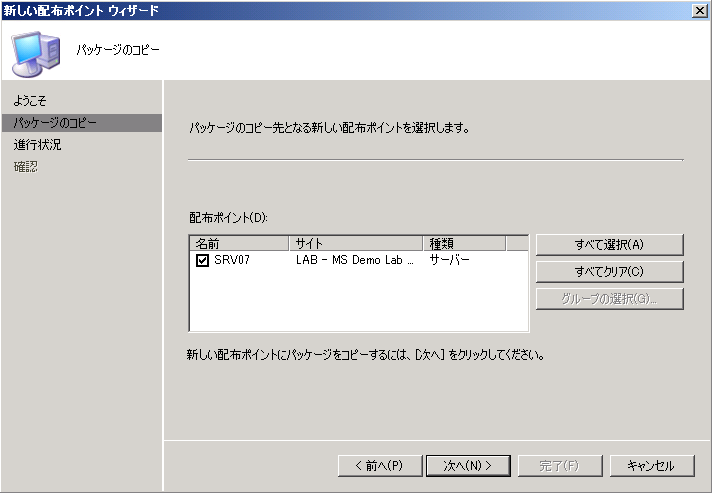 新しい配布ポイント ウィザード
パッケージのコピー
ようこそ
パッケージのコピー
進行状況
確認
パッケージのコピー先となる新しい配布ポイントを選択します。
配布ポイント(D):
名前 サイト 種類
SRV07 LAB - MS Demo Lab ... サーバー
すべて選択(A)
すべてクリア(C)
グループの選択(G)...
新しい配布ポイントにパッケージをコピーするには、[次へ] をクリックしてください。
< 前へ(P) 次へ(N) > 完了(F) キャンセル